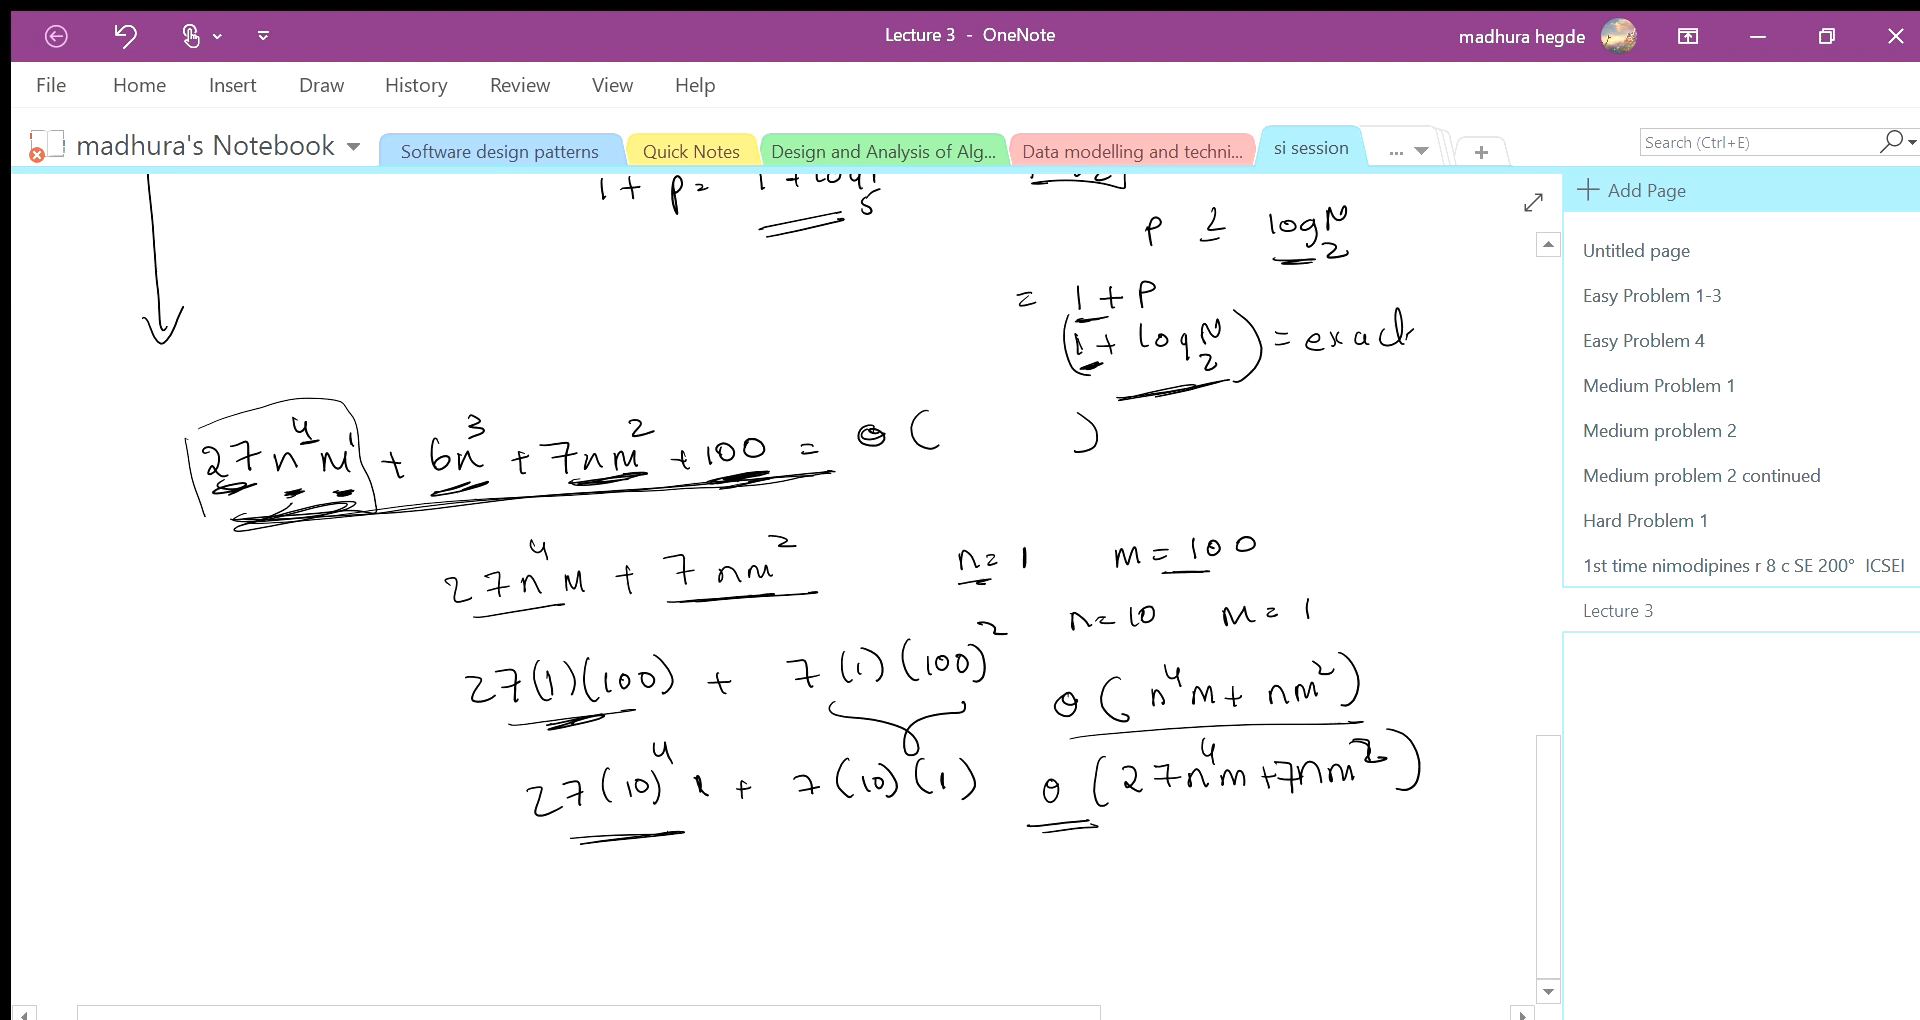 Lecture 3 - OneNote
madhura hegde
File Home Insert Draw History Review View Help
madhura's Notebook
Software design patterns
Quick Notes
Design and Analysis of Alg...
Data modelling and techni...
si session
...
Search (Ctrl+E)
+ Add Page
Untitled page
Easy Problem 1-3
Easy Problem 4
Medium Problem 1
Medium problem 2
Medium problem 2 continued
Hard Problem 1
1st time nimodipines r 8 c SE 200° ICSEI
Lecture 3
1 + p =
p = log₂N
= 1 + P
(1 + log₂N) = exact
27n⁴m¹ + 6n³ + 7nm² + 100 = θ ( )
27n⁴m + 7nm² n = 1 m = 100
n = 10 m = 1
27(1)(100) + 7(1)(100)² θ(n⁴m + nm²)
27(10)⁴1 + 7(10)(1) θ(27n⁴m + 7nm²)